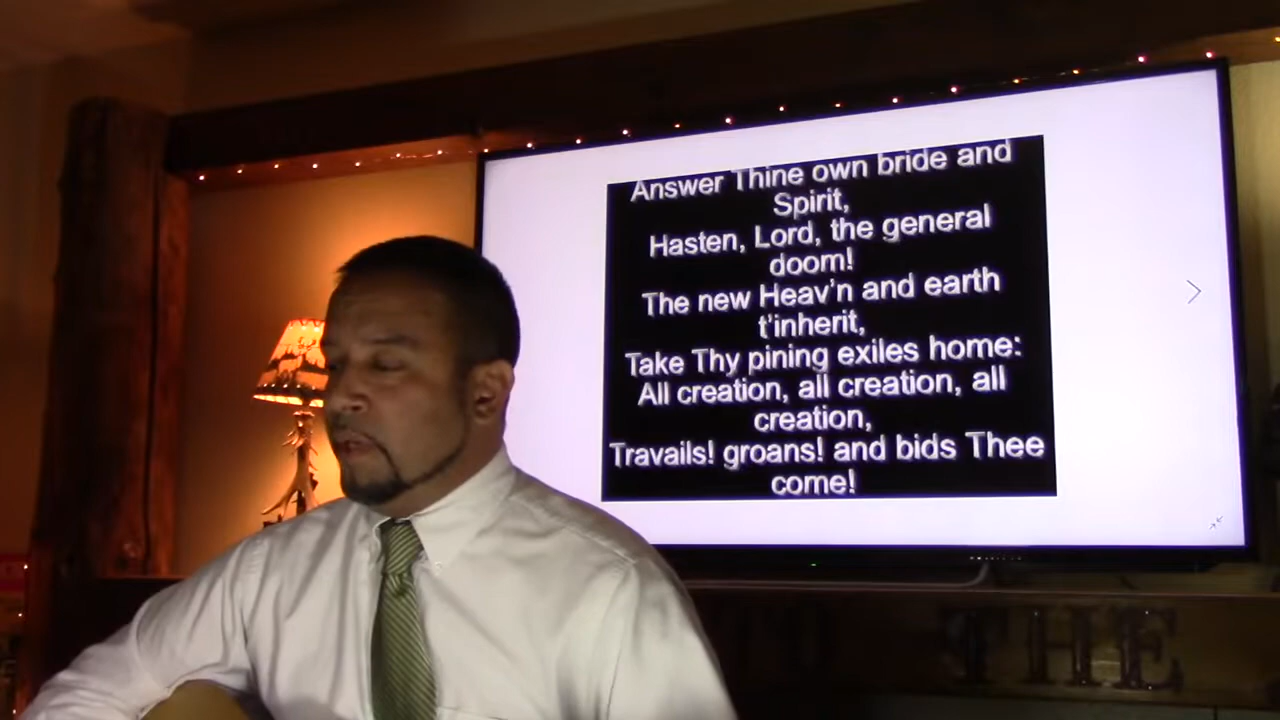 Answer Thine own bride and
Spirit,
Hasten, Lord, the general
doom!
The new Heav'n and earth
t'inherit,
Take Thy pining exiles home:
All creation, all creation, all
creation,
Travails! groans! and bids Thee
come!
THE